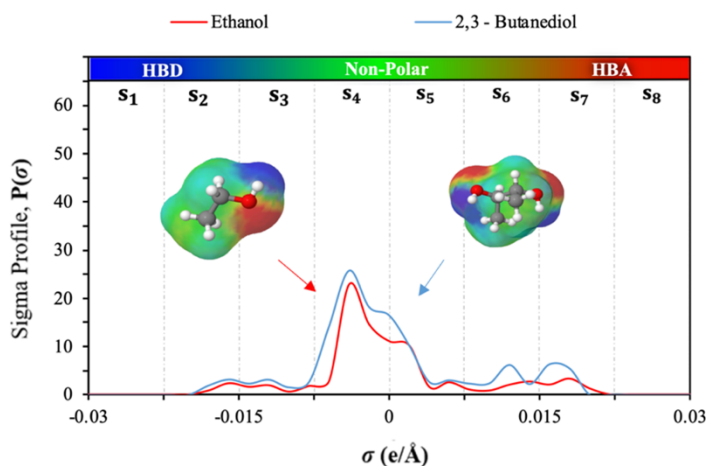 Ethanol 2,3 - Butanediol
HBD Non-Polar HBA
S₁ S₂ S₃ S₄ S₅ S₆ S₇ S₈
Sigma Profile, P(σ)
60
50
40
30
20
10
0
-0.03 -0.015 0 0.015 0.03
σ (e/Å)